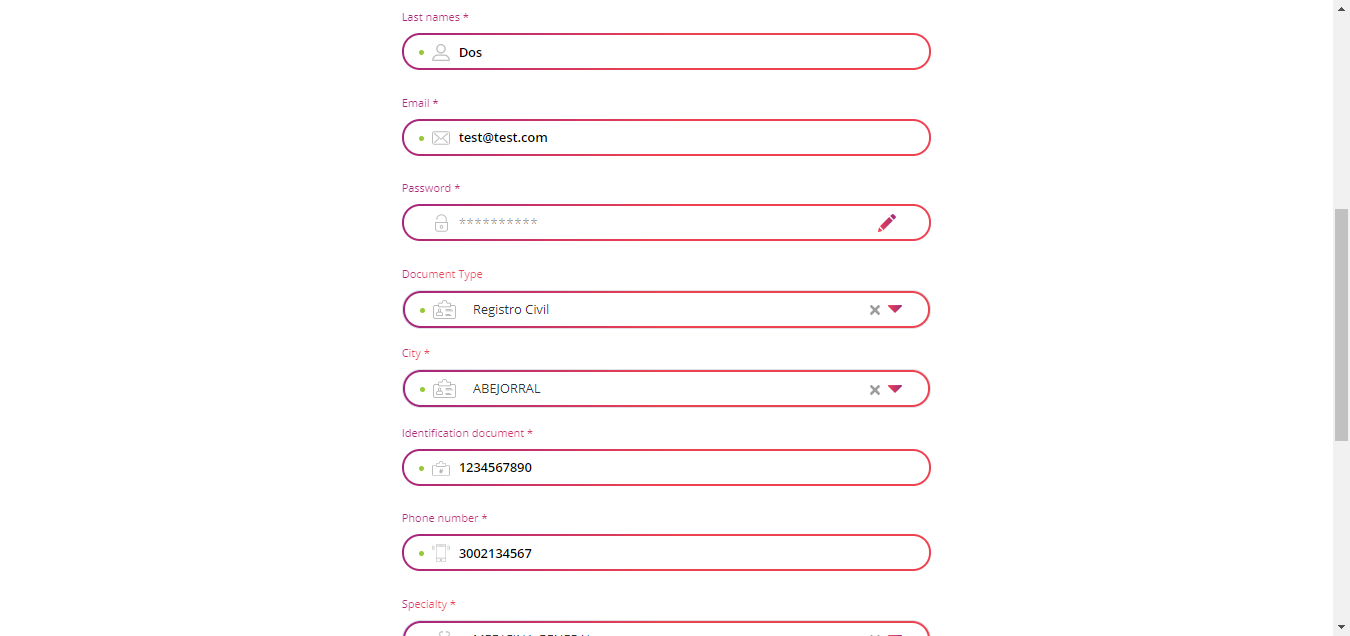 Last names *
Dos
Email *
test@test.com
Password *
**********
Document Type
Registro Civil
City *
ABEJORRAL
Identification document *
1234567890
Phone number *
3002134567
Specialty *